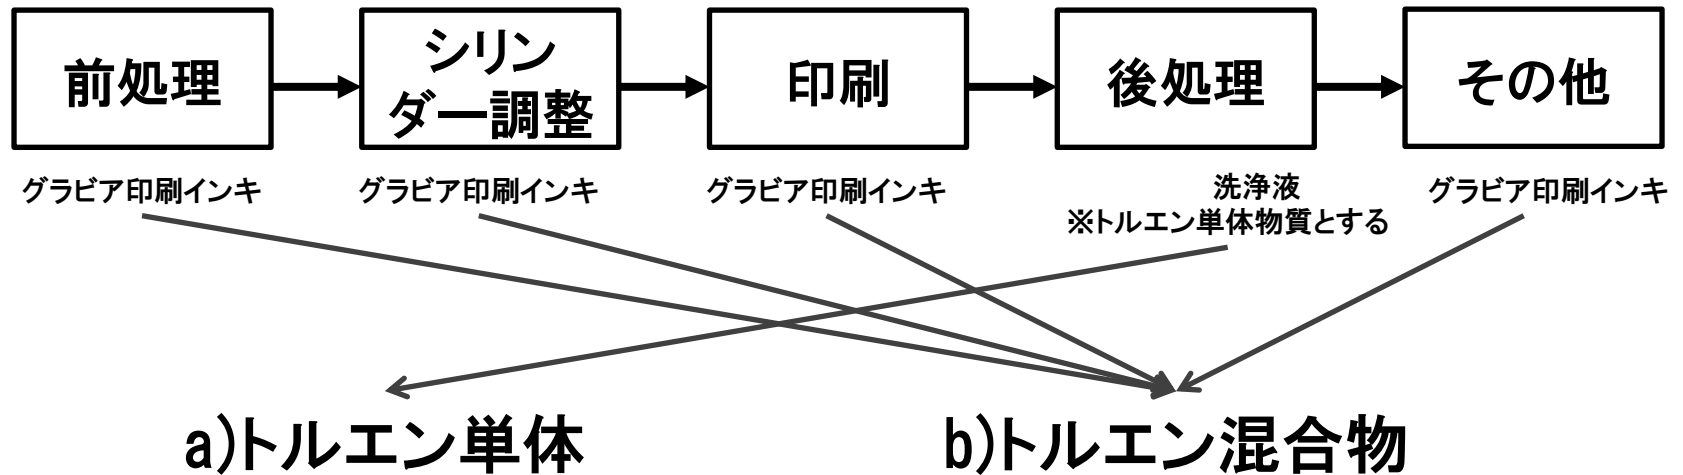 前処理
シリン
ダー調整
印刷
後処理
その他
グラビア印刷インキ
グラビア印刷インキ
グラビア印刷インキ
洗浄液
※トルエン単体物質とする
グラビア印刷インキ
a)トルエン単体
b)トルエン混合物